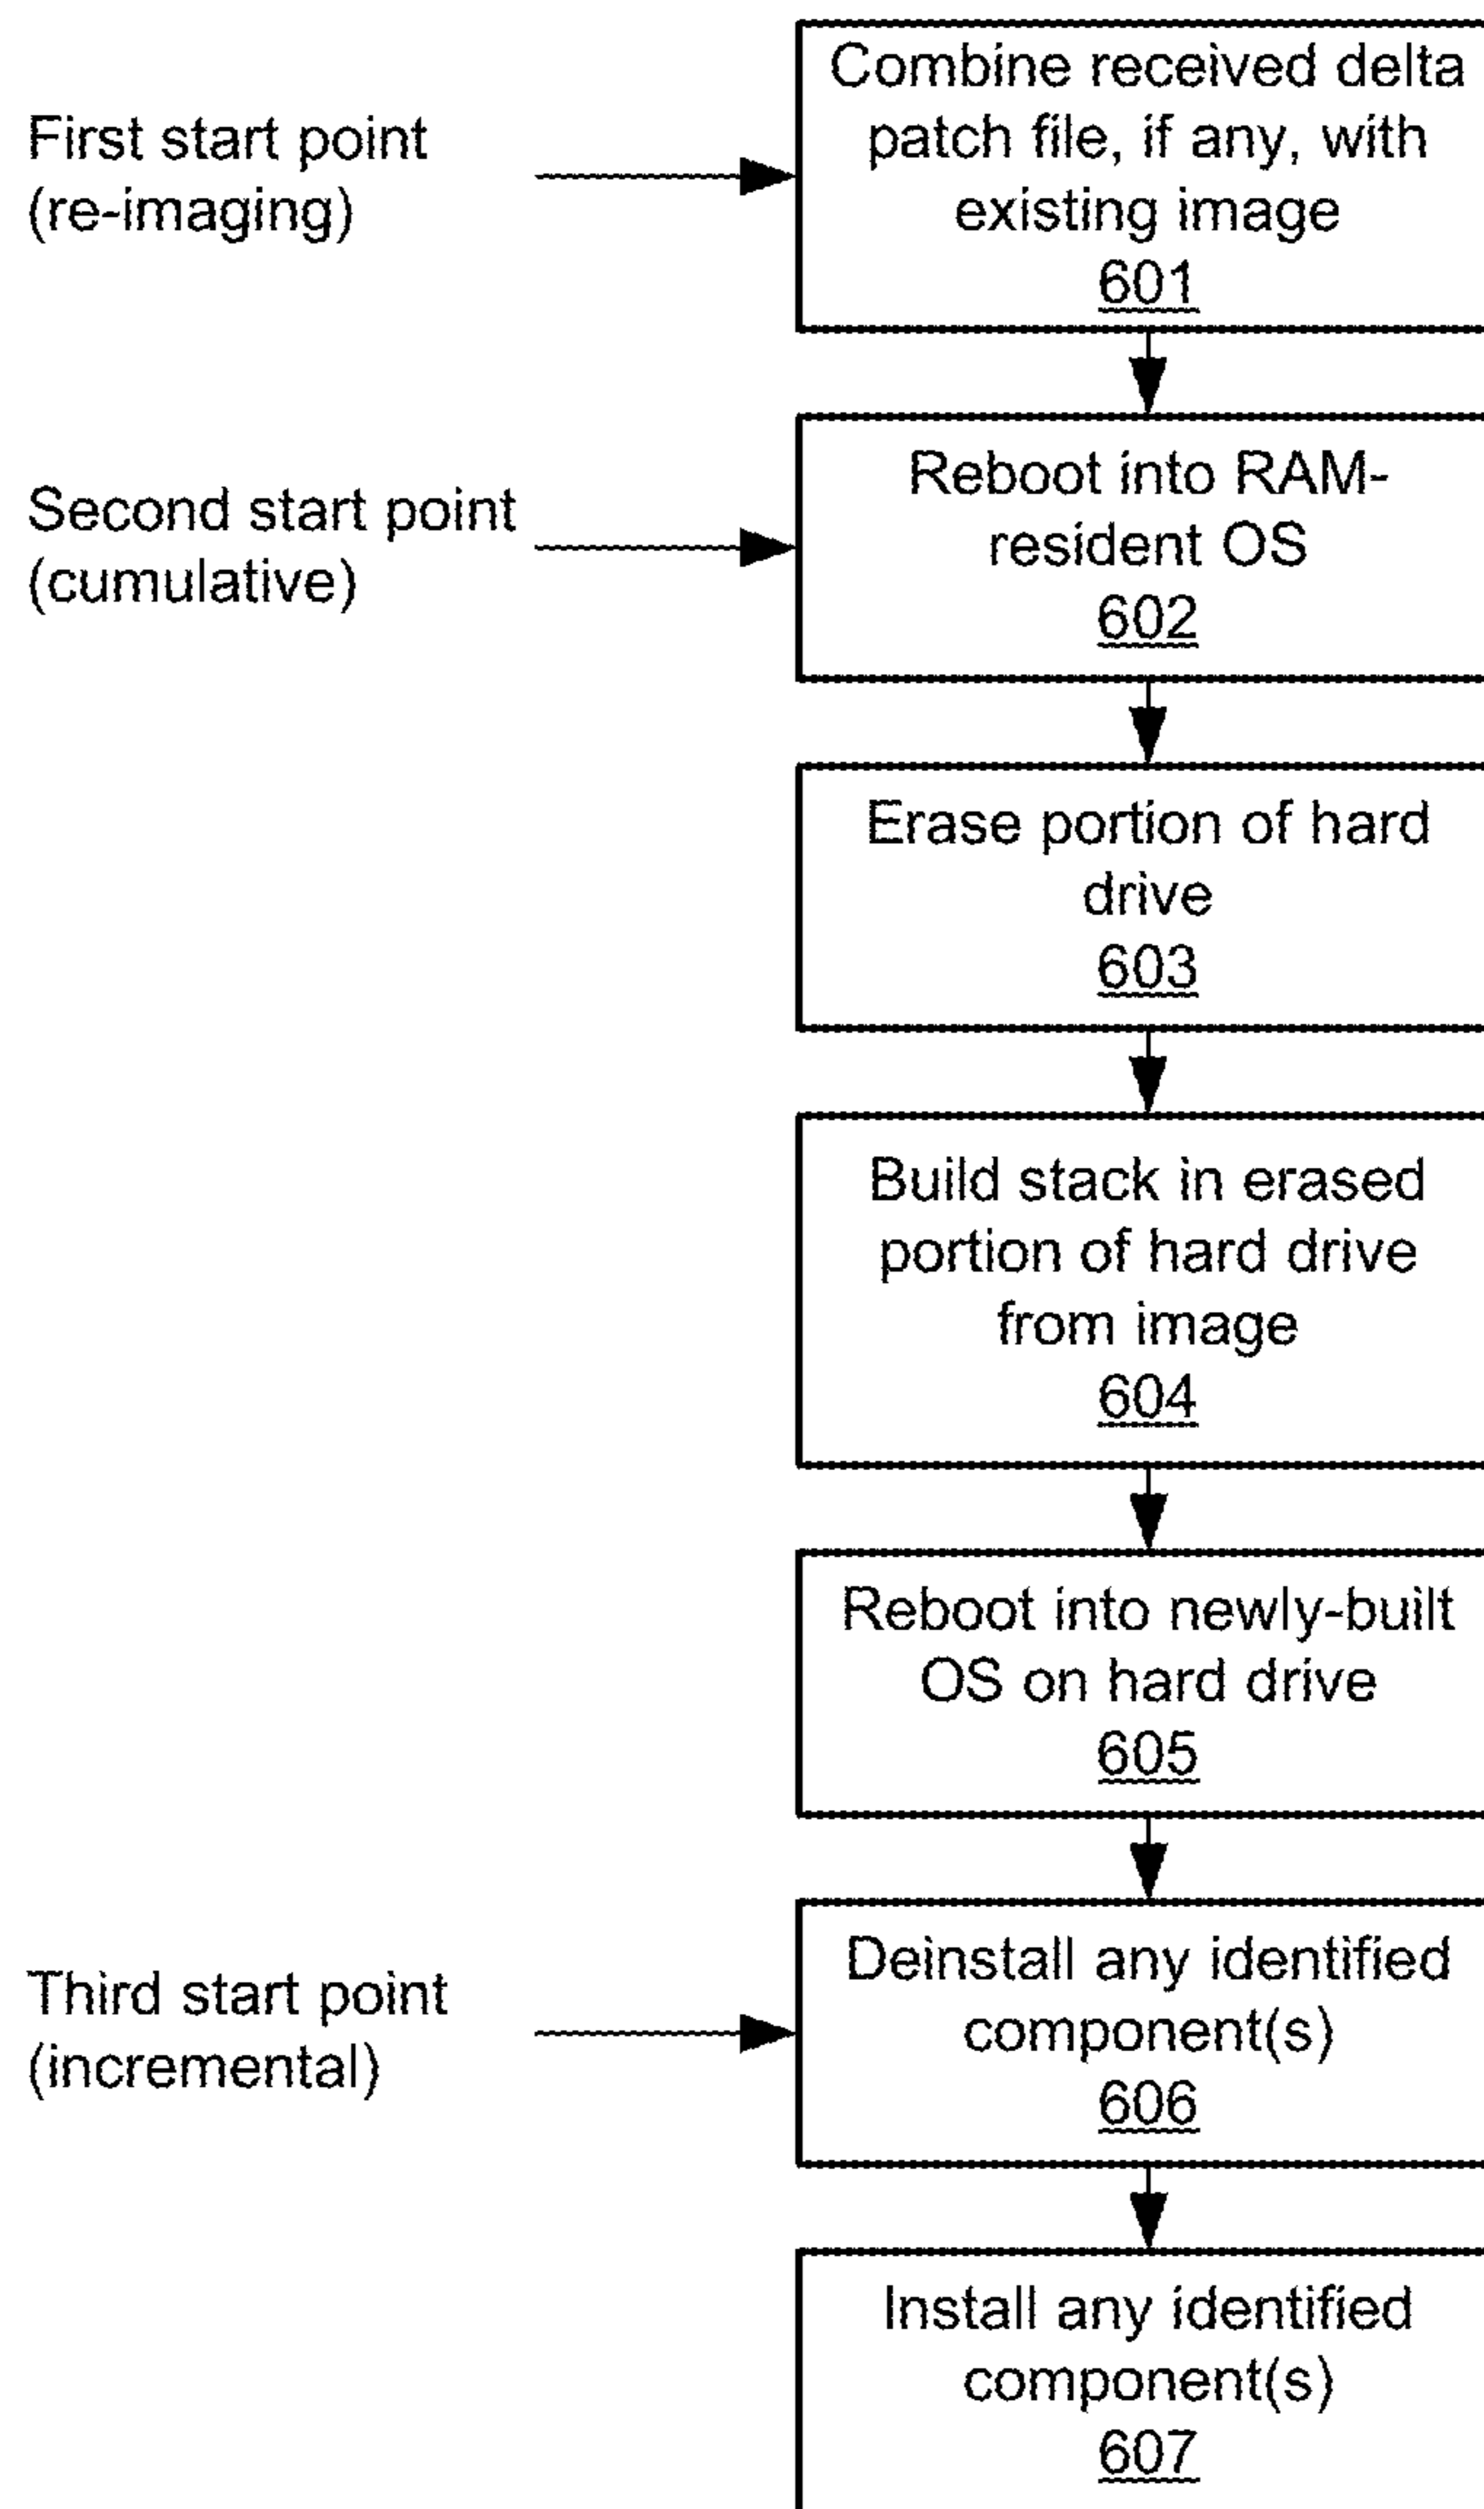 First start point
(re-imaging)
Combine received delta
patch file, if any, with
existing image
601
Second start point
(cumulative)
Reboot into RAM-
resident OS
602
Erase portion of hard
drive
603
Build stack in erased
portion of hard drive
from image
604
Reboot into newly-built
OS on hard drive
605
Third start point
(incremental)
Deinstall any identified
component(s)
606
Install any identified
component(s)
607